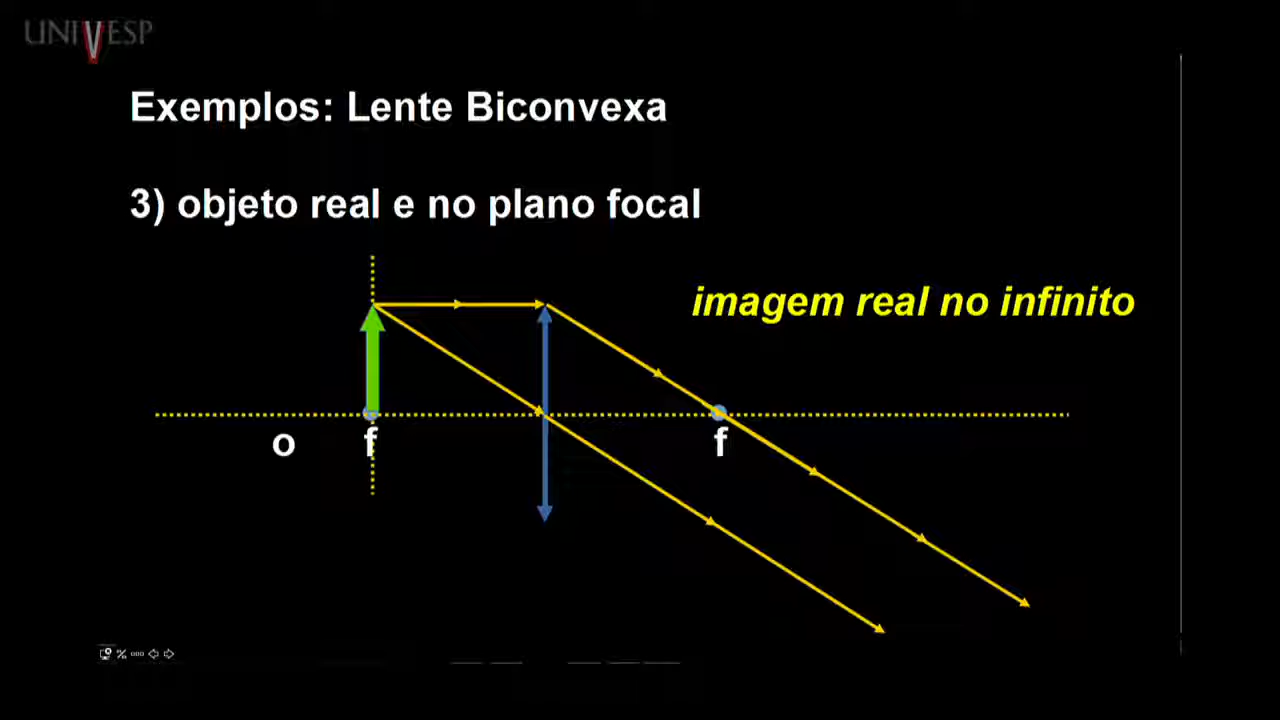 UNIVESP
Exemplos: Lente Biconvexa
3) objeto real e no plano focal
imagem real no infinito
o f f